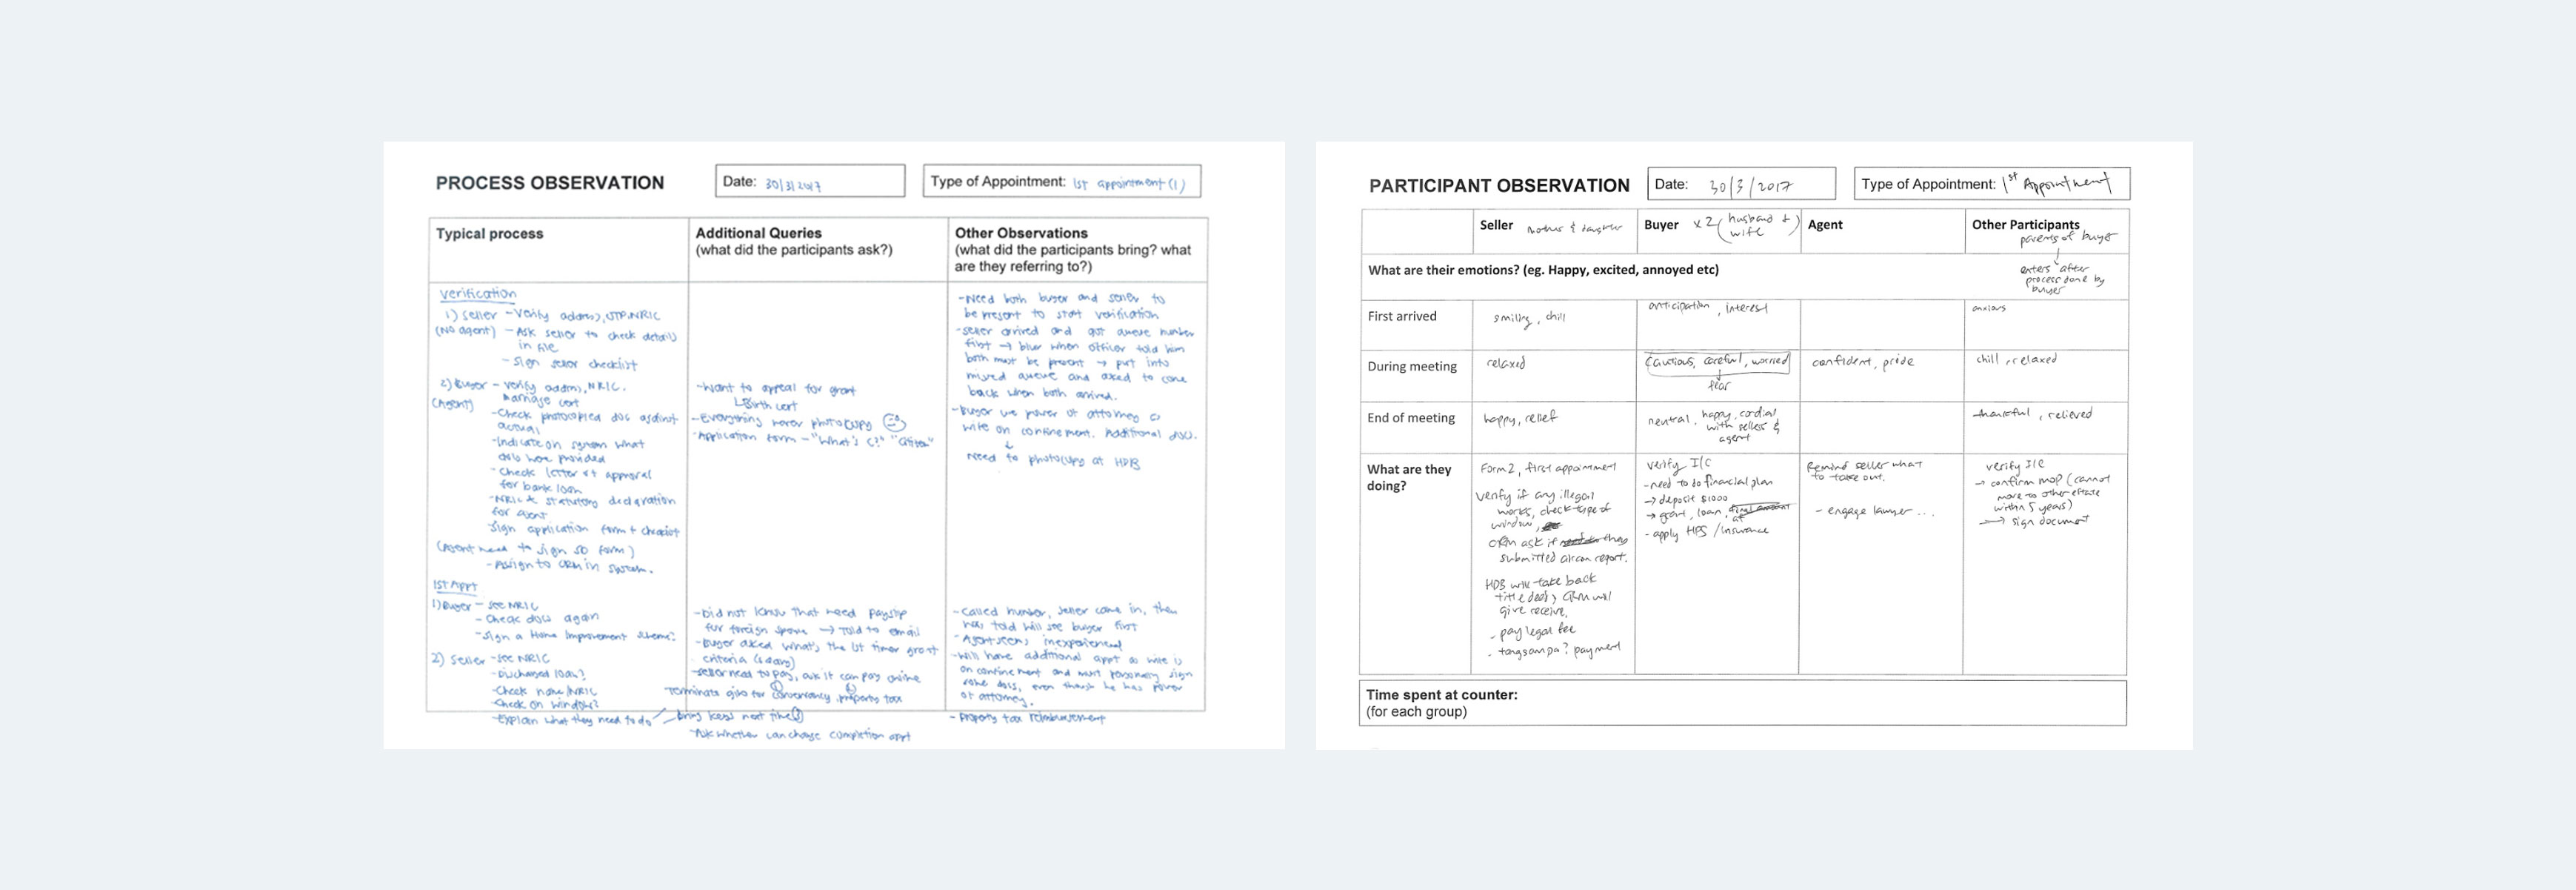 PROCESS OBSERVATION
Date: 30/3/2017
Type of Appointment: 1st appointment (1)
Typical process
Additional Queries
(what did the participants ask?)
Other Observations
(what did the participants bring? what
are they referring to?)
verification
1) Seller - Verify address, OTP, NRIC
(No agent) - Ask seller to check details
in file
- Sign seller checklist
2) Buyer - verify address, NRIC.
(Agent) marriage cert
- Check photocopied docs against
actual
- Indicate on system what
docs were provided
- Check letter of approval
for bank loan
- NRIC & statutory declaration
for agent
Sign application form + checklist
(Agent need to sign so form)
- Assign to CRM in system.
1st Appt
1) Buyer - see NRIC
- Check docs again
- Sign a Home Improvement Scheme?
2) Seller - see NRIC
- Discharged loan?
- Check name/NRIC
- Check on windows?
- Explain what they need to do
- Want to appeal for grant
Birth cert
- Everything never photocopy
- Application form - "What's C?" "Citizen"
- Did not know that need payslip
for foreign spouse → Told to email
- Buyer asked what's the 1st timer grant
criteria
- Seller need to pay, ask if can pay online
Terminate giro for conservancy, property tax
- bring keys next time
- Ask whether can change completion appt
- Need both buyer and seller to
be present to start verification
- Seller arrived and got queue number
first → blur when officer told him
both must be present → put into
missed queue and asked to come
back when both arrived.
- Buyer use power of attorney as
wife on confinement. Additional doc.
Need to photocopy at HDB
- Called number, seller came in, then
was told will see buyer first
- Agent seems inexperienced
- Will have additional appt as wife is
on confinement and must personally sign
some docs, even though he has power
of attorney.
- Property tax reimbursement
PARTICIPANT OBSERVATION
Date: 30/3/2017
Type of Appointment: 1st Appointment
Seller mother & daughter
Buyer x2 (husband + wife)
Agent
Other Participants
parents of buyer
enters after
process done by
buyer
What are their emotions? (eg. Happy, excited, annoyed etc)
First arrived
smiling, chill
anticipation, interest
anxious
During meeting
relaxed
Cautious, careful, worried
fear
confident, pride
chill, relaxed
End of meeting
happy, relief
neutral, happy, cordial
with sellers &
agent
thankful, relieved
What are they
doing?
Form 2, first appointment
verify if any illegal
works, check type of
window,
CRM ask if they
submitted aircon report.
HDB will take back
title deed, CRM will
give receive.
- pay legal fee
- tangsampa? payment
verify I/C
- need to do financial plan
→ deposit $1000
→ grant, loan,
- apply HPS / insurance
Remind seller what
to take out.
- engage lawyer ...
verify I/C
→ confirm MOP (cannot
move to other estate
within 5 years)
→ sign document
Time spent at counter:
(for each group)